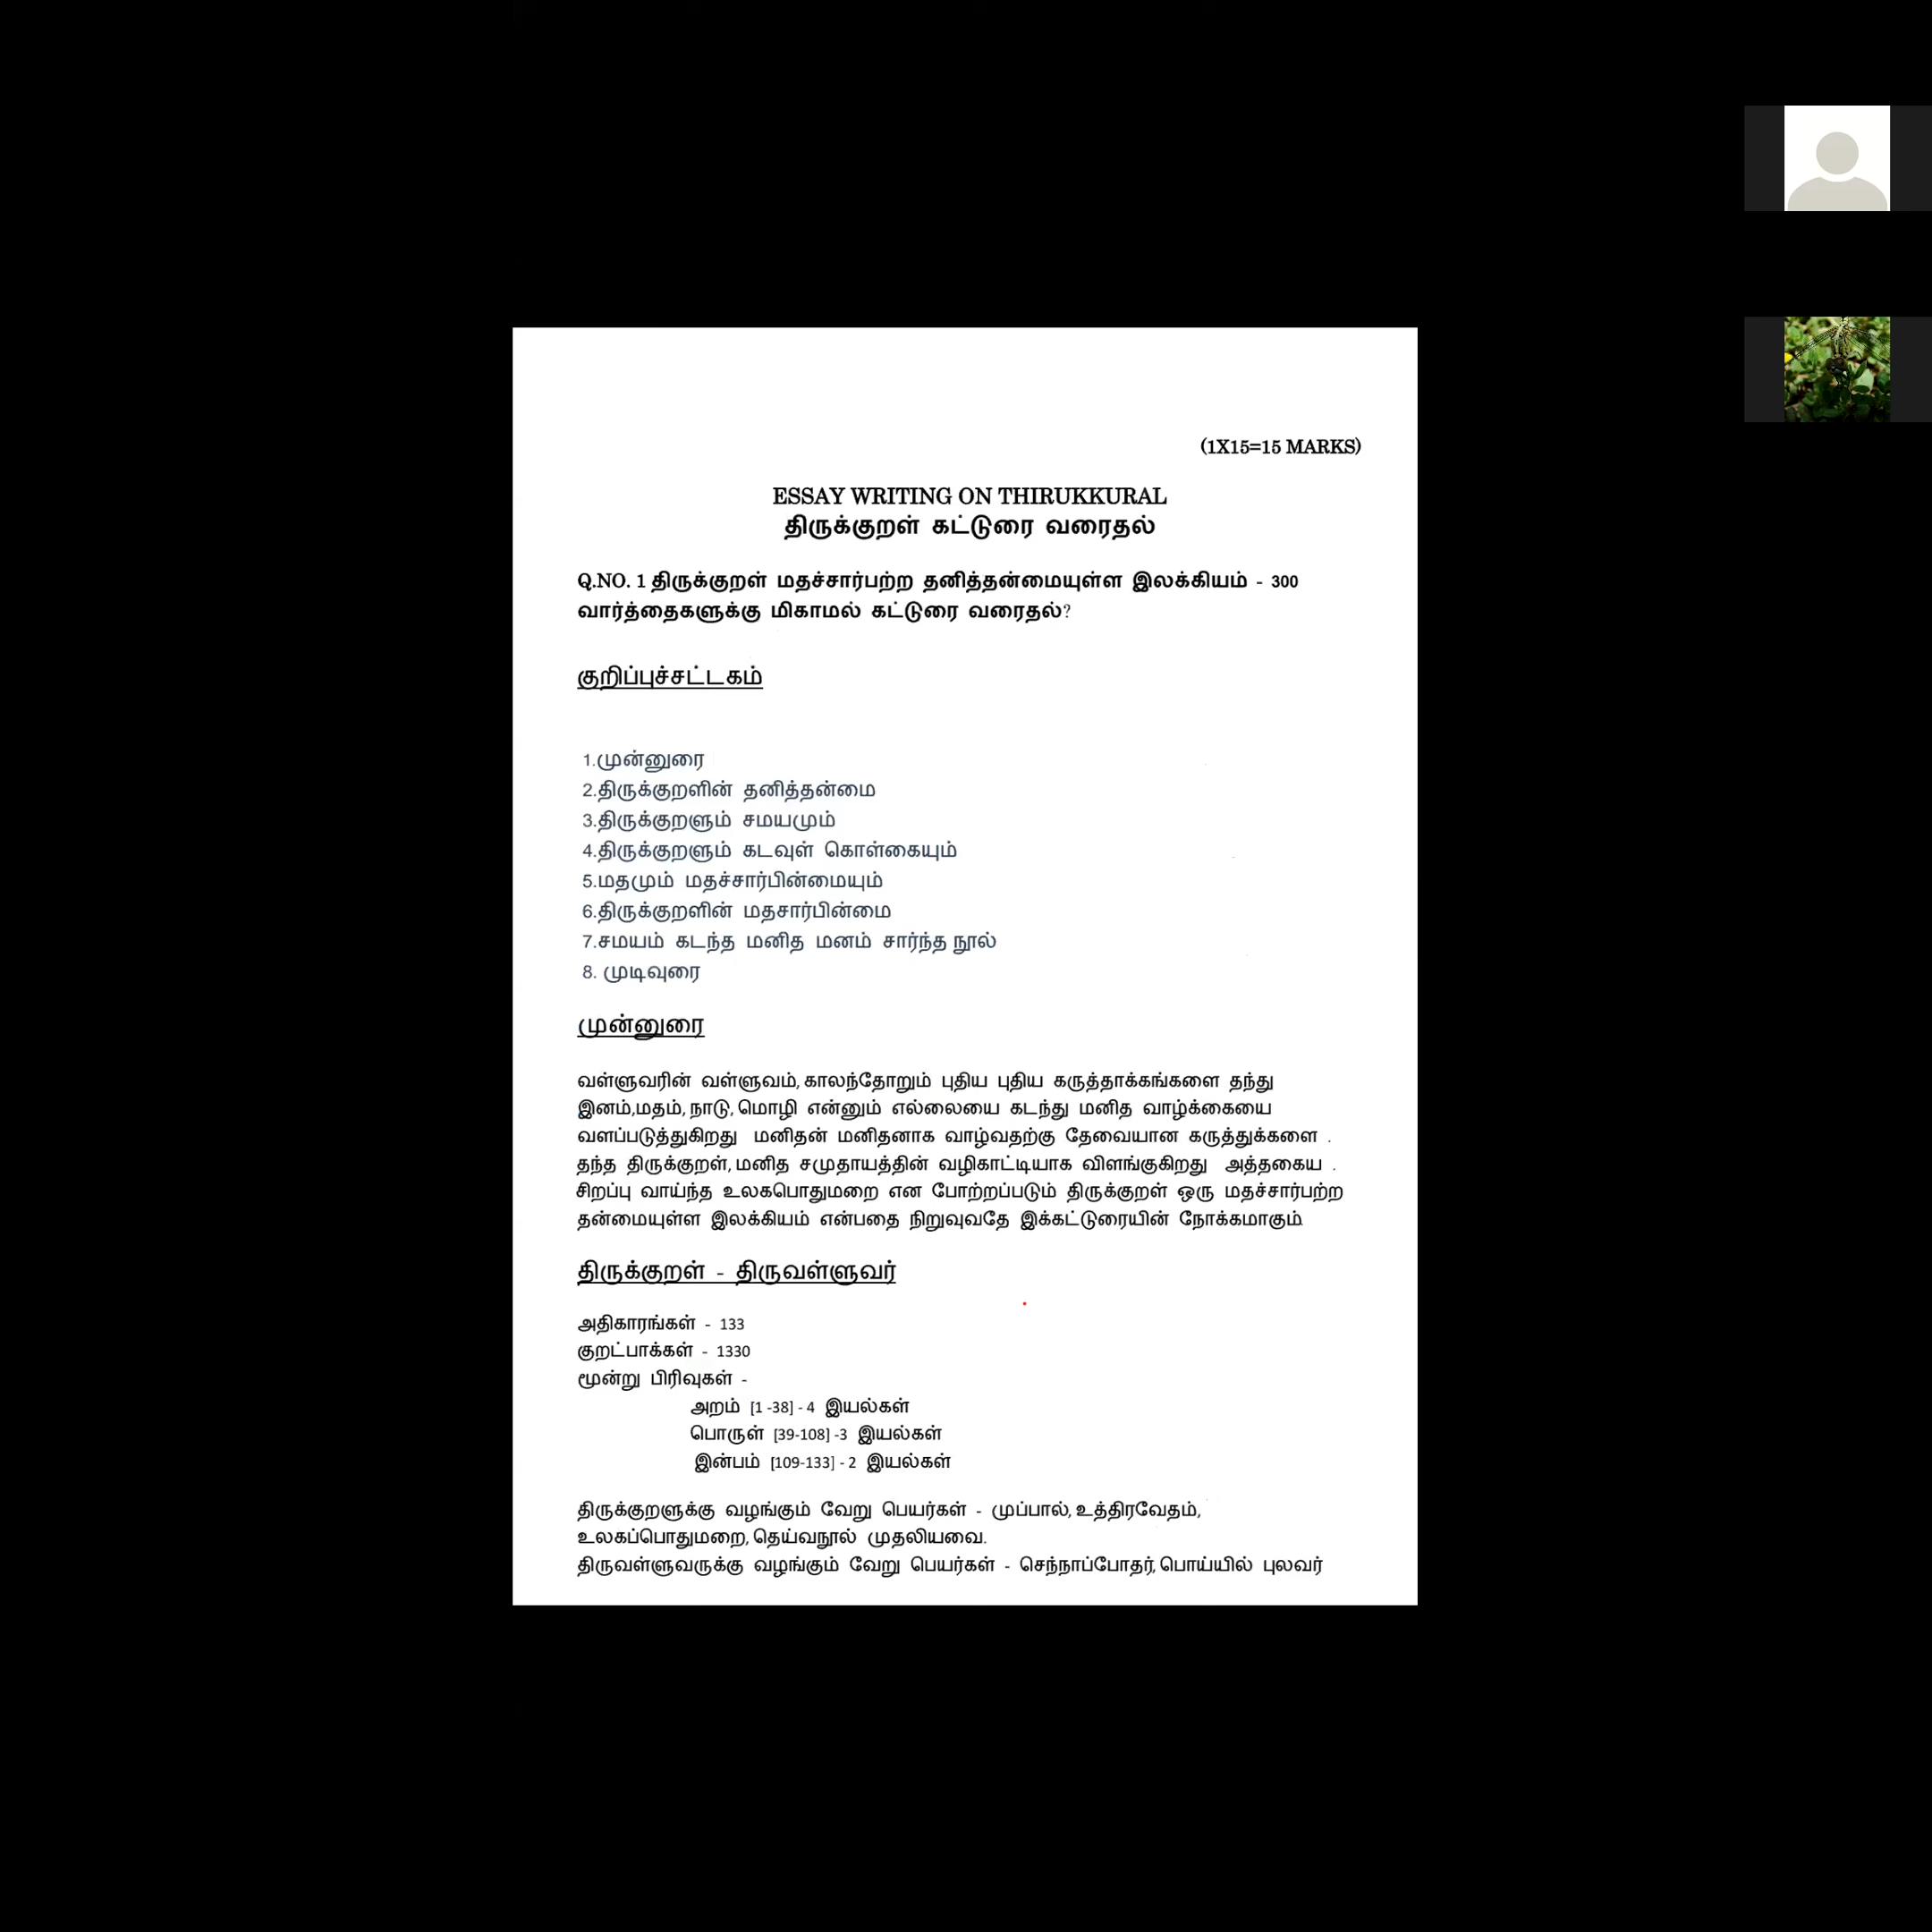 (1X15=15 MARKS)
ESSAY WRITING ON THIRUKKURAL
திருக்குறள் கட்டுரை வரைதல்
Q.NO. 1 திருக்குறள் மதச்சார்பற்ற தனித்தன்மையுள்ள இலக்கியம் - 300
வார்த்தைகளுக்கு மிகாமல் கட்டுரை வரைதல்?
குறிப்புச்சட்டகம்
1.முன்னுரை
2.திருக்குறளின் தனித்தன்மை
3.திருக்குறளும் சமயமும்
4.திருக்குறளும் கடவுள் கொள்கையும்
5.மதமும் மதச்சார்பின்மையும்
6.திருக்குறளின் மதசார்பின்மை
7.சமயம் கடந்த மனித மனம் சார்ந்த நூல்
8. முடிவுரை
முன்னுரை
வள்ளுவரின் வள்ளுவம், காலந்தோறும் புதிய புதிய கருத்தாக்கங்களை தந்து
இனம்,மதம், நாடு, மொழி என்னும் எல்லையை கடந்து மனித வாழ்க்கையை
வளப்படுத்துகிறது மனிதன் மனிதனாக வாழ்வதற்கு தேவையான கருத்துக்களை .
தந்த திருக்குறள், மனித சமுதாயத்தின் வழிகாட்டியாக விளங்குகிறது அத்தகைய .
சிறப்பு வாய்ந்த உலகபொதுமறை என போற்றப்படும் திருக்குறள் ஒரு மதச்சார்பற்ற
தன்மையுள்ள இலக்கியம் என்பதை நிறுவுவதே இக்கட்டுரையின் நோக்கமாகும்.
திருக்குறள் - திருவள்ளுவர்
அதிகாரங்கள் - 133
குறட்பாக்கள் - 1330
மூன்று பிரிவுகள் -
அறம் [1 -38] - 4 இயல்கள்
பொருள் [39-108] -3 இயல்கள்
இன்பம் [109-133] - 2 இயல்கள்
திருக்குறளுக்கு வழங்கும் வேறு பெயர்கள் - முப்பால், உத்திரவேதம்,
உலகப்பொதுமறை, தெய்வநூல் முதலியவை.
திருவள்ளுவருக்கு வழங்கும் வேறு பெயர்கள் - செந்நாப்போதர், பொய்யில் புலவர்